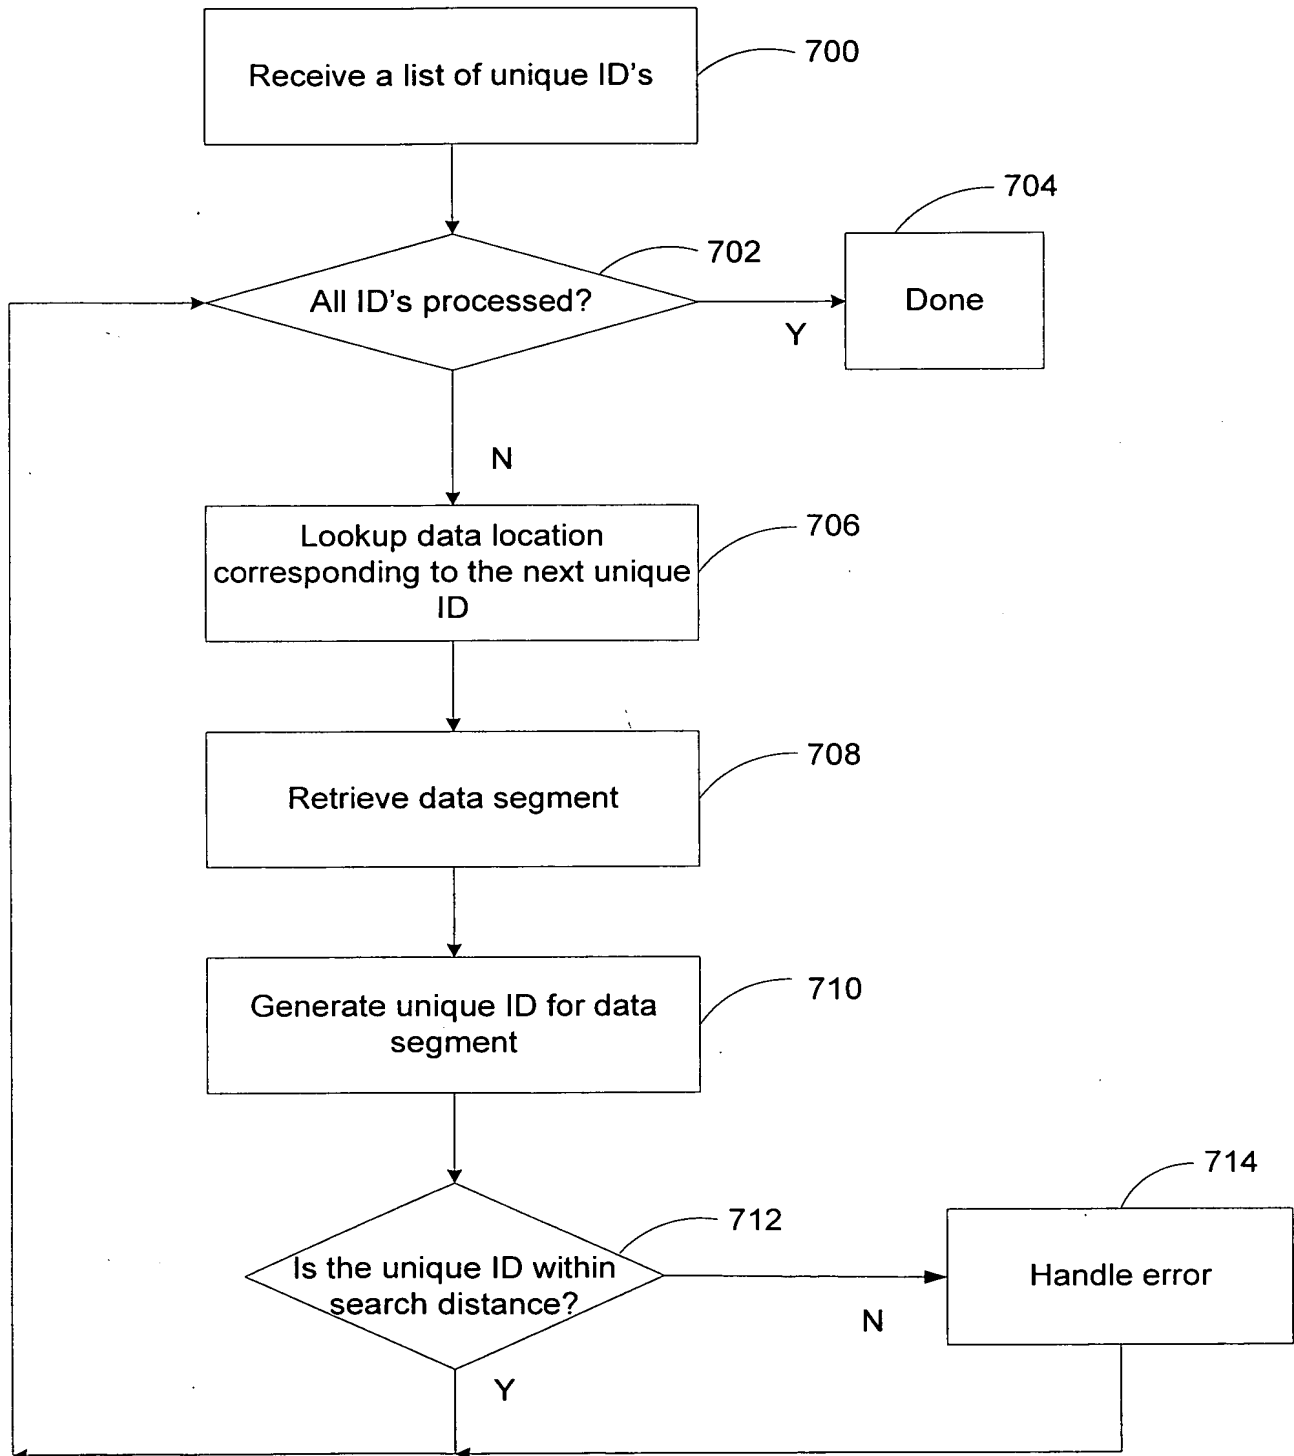 Receive a list of unique ID's
700
704
702
All ID's processed?
Done
Y
N
Lookup data location
corresponding to the next unique
ID
706
Retrieve data segment
708
Generate unique ID for data
segment
710
714
712
Is the unique ID within
search distance?
Handle error
N
Y